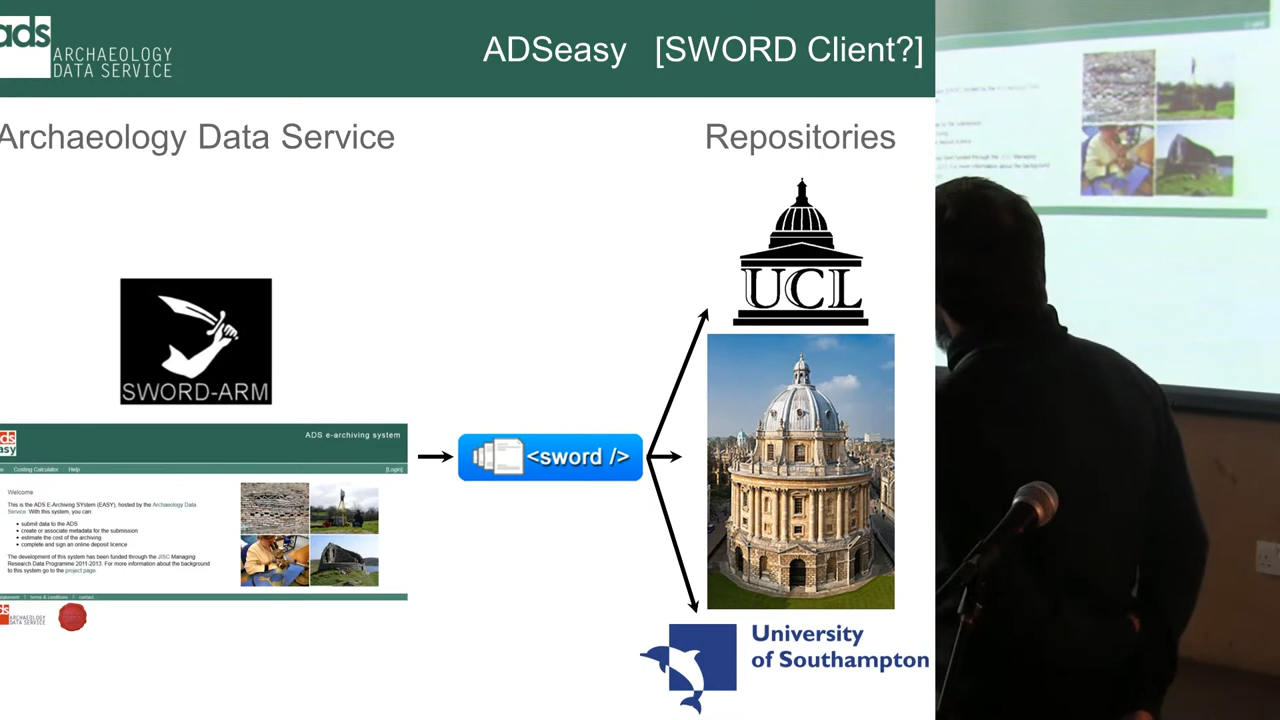 ads
ARCHAEOLOGY
DATA SERVICE
ADSeasy [SWORD Client?]
Archaeology Data Service
Repositories
UCL
SWORD-ARM
ADS e-archiving system
Costing Calculator Help
[Login]
Welcome
This is the ADS E-Archiving SYstem (EASY), hosted by the Archaeology Data
Service. With this system, you can
submit data to the ADS
create or associate metadata for the submission
estimate the cost of the archiving
complete and sign an online deposit licence
The development of this system has been funded through the JISC Managing
Research Data Programme 2011-2013. For more information about the background
to this system go to the project page.
terms & conditions | contact
ARCHAEOLOGY
DATA SERVICE
<sword />
University
of Southampton